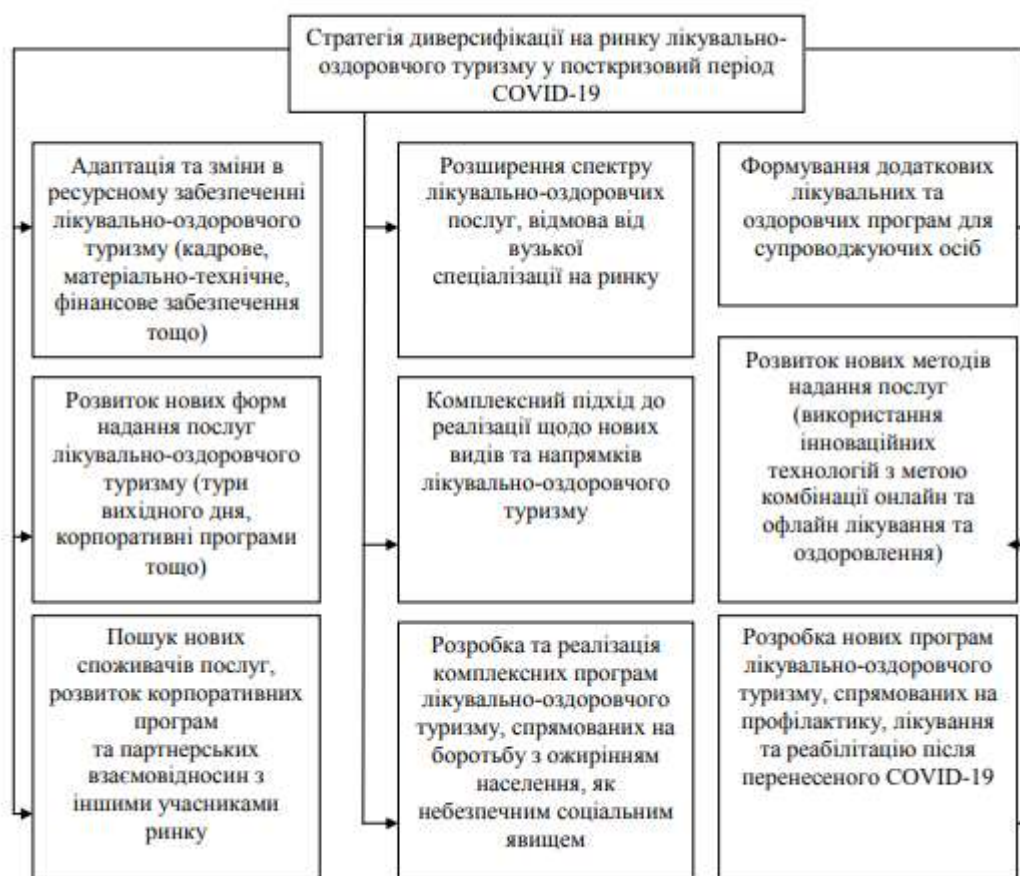 Стратегія диверсифікації на ринку лікувально-
оздоровчого туризму у посткризовий період
COVID-19
Адаптація та зміни в
ресурсному забезпеченні
лікувально-оздоровчого
туризму (кадрове,
матеріально-технічне,
фінансове забезпечення
тощо)
Розширення спектру
лікувально-оздоровчих
послуг, відмова від
вузької
спеціалізації на ринку
Формування додаткових
лікувальних та
оздоровчих програм для
супроводжуючих осіб
Розвиток нових форм
надання послуг
лікувально-оздоровчого
туризму (тури
вихідного дня,
корпоративні програми
тощо)
Комплексний підхід до
реалізації щодо нових
видів та напрямків
лікувально-оздоровчого
туризму
Розвиток нових методів
надання послуг
(використання
інноваційних
технологій з метою
комбінації онлайн та
офлайн лікування та
оздоровлення)
Пошук нових
споживачів послуг,
розвиток корпоративних
програм
та партнерських
взаємовідносин з
іншими учасниками
ринку
Розробка та реалізація
комплексних програм
лікувально-оздоровчого
туризму, спрямованих на
боротьбу з ожирінням
населення, як
небезпечним соціальним
явищем
Розробка нових програм
лікувально-оздоровчого
туризму, спрямованих на
профілактику, лікування
та реабілітацію після
перенесеного COVID-19